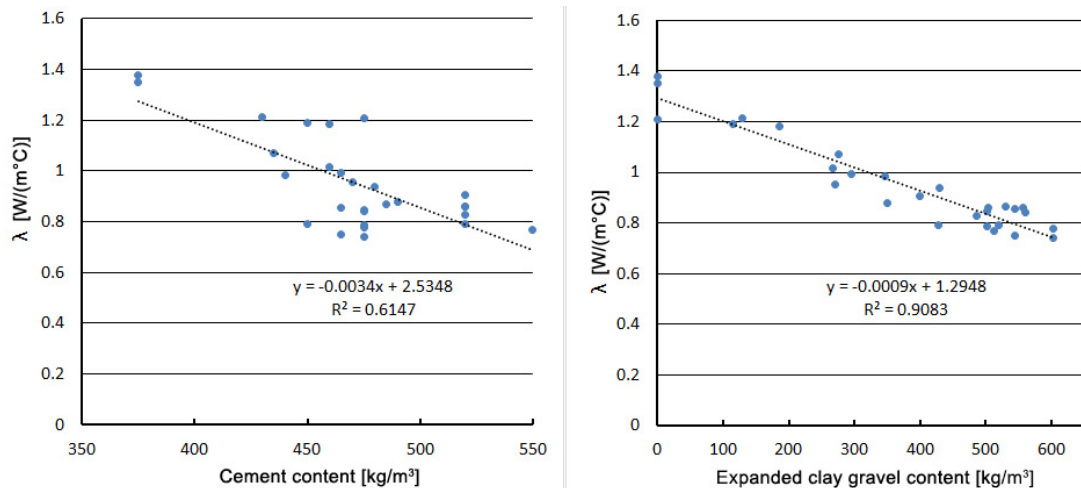 1.6
1.4
1.2
1
0.8
0.6
0.4
0.2
0
λ [W/(m°C)]
y = -0.0034x + 2.5348
R² = 0.6147
350 400 450 500 550
Cement content [kg/m³]
1.6
1.4
1.2
1
0.8
0.6
0.4
0.2
0
λ [W/(m°C)]
y = -0.0009x + 1.2948
R² = 0.9083
0 100 200 300 400 500 600
Expanded clay gravel content [kg/m³]